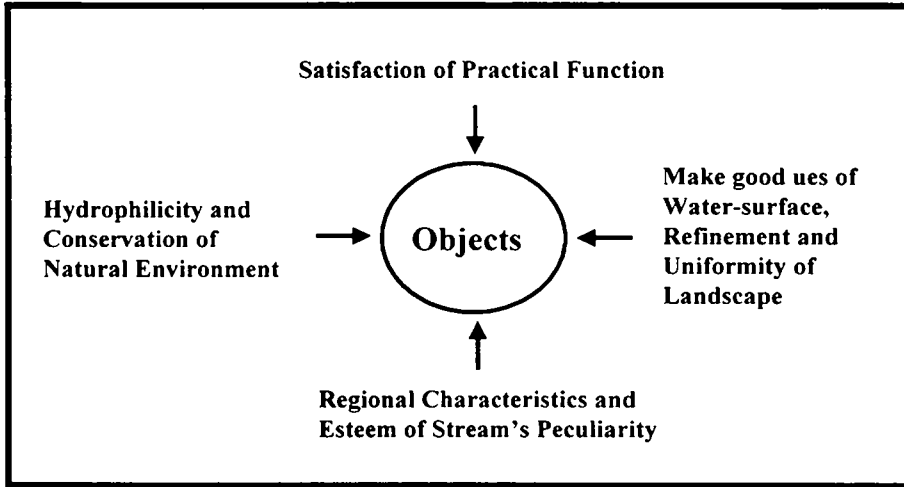 Satisfaction of Practical Function
Hydrophilicity and
Conservation of
Natural Environment
Objects
Make good ues of
Water-surface,
Refinement and
Uniformity of
Landscape
Regional Characteristics and
Esteem of Stream's Peculiarity